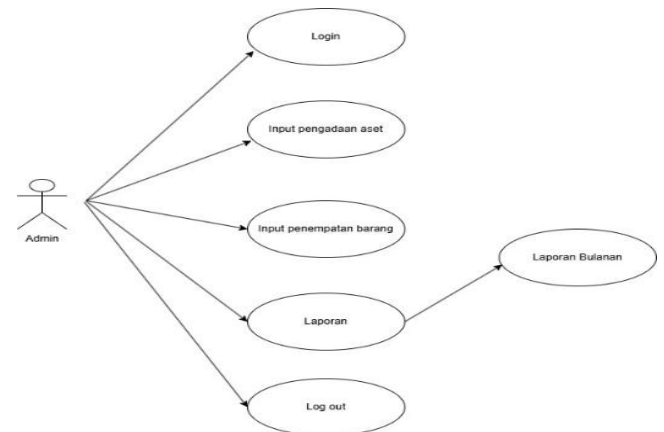 Login
Input pengadaan aset
Input penempatan barang
Admin
Laporan Bulanan
Laporan
Log out